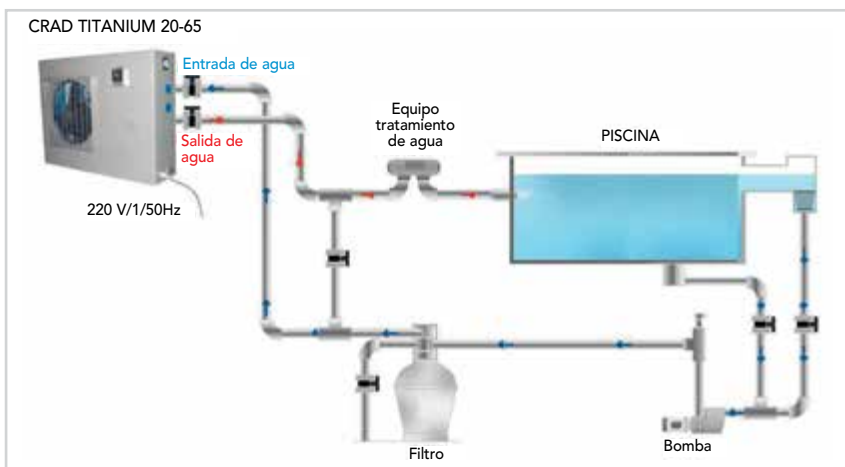 CRAD TITANIUM 20-65
Entrada de agua
Equipo
tratamiento
de agua
PISCINA
Salida de
agua
220 V/1/50Hz
Filtro
Bomba